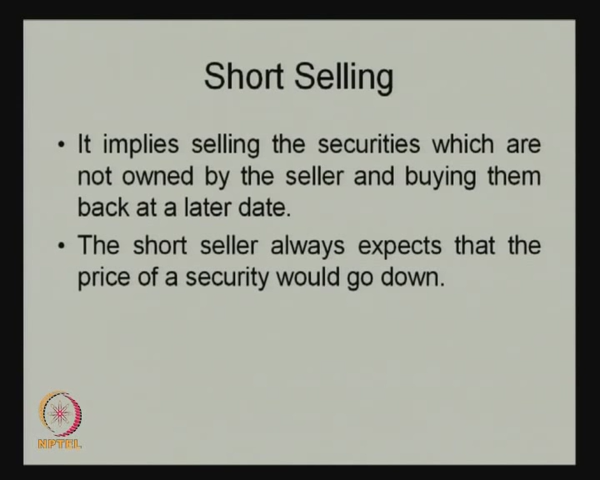 Short Selling
• It implies selling the securities which are
not owned by the seller and buying them
back at a later date.
• The short seller always expects that the
price of a security would go down.
NPTEL